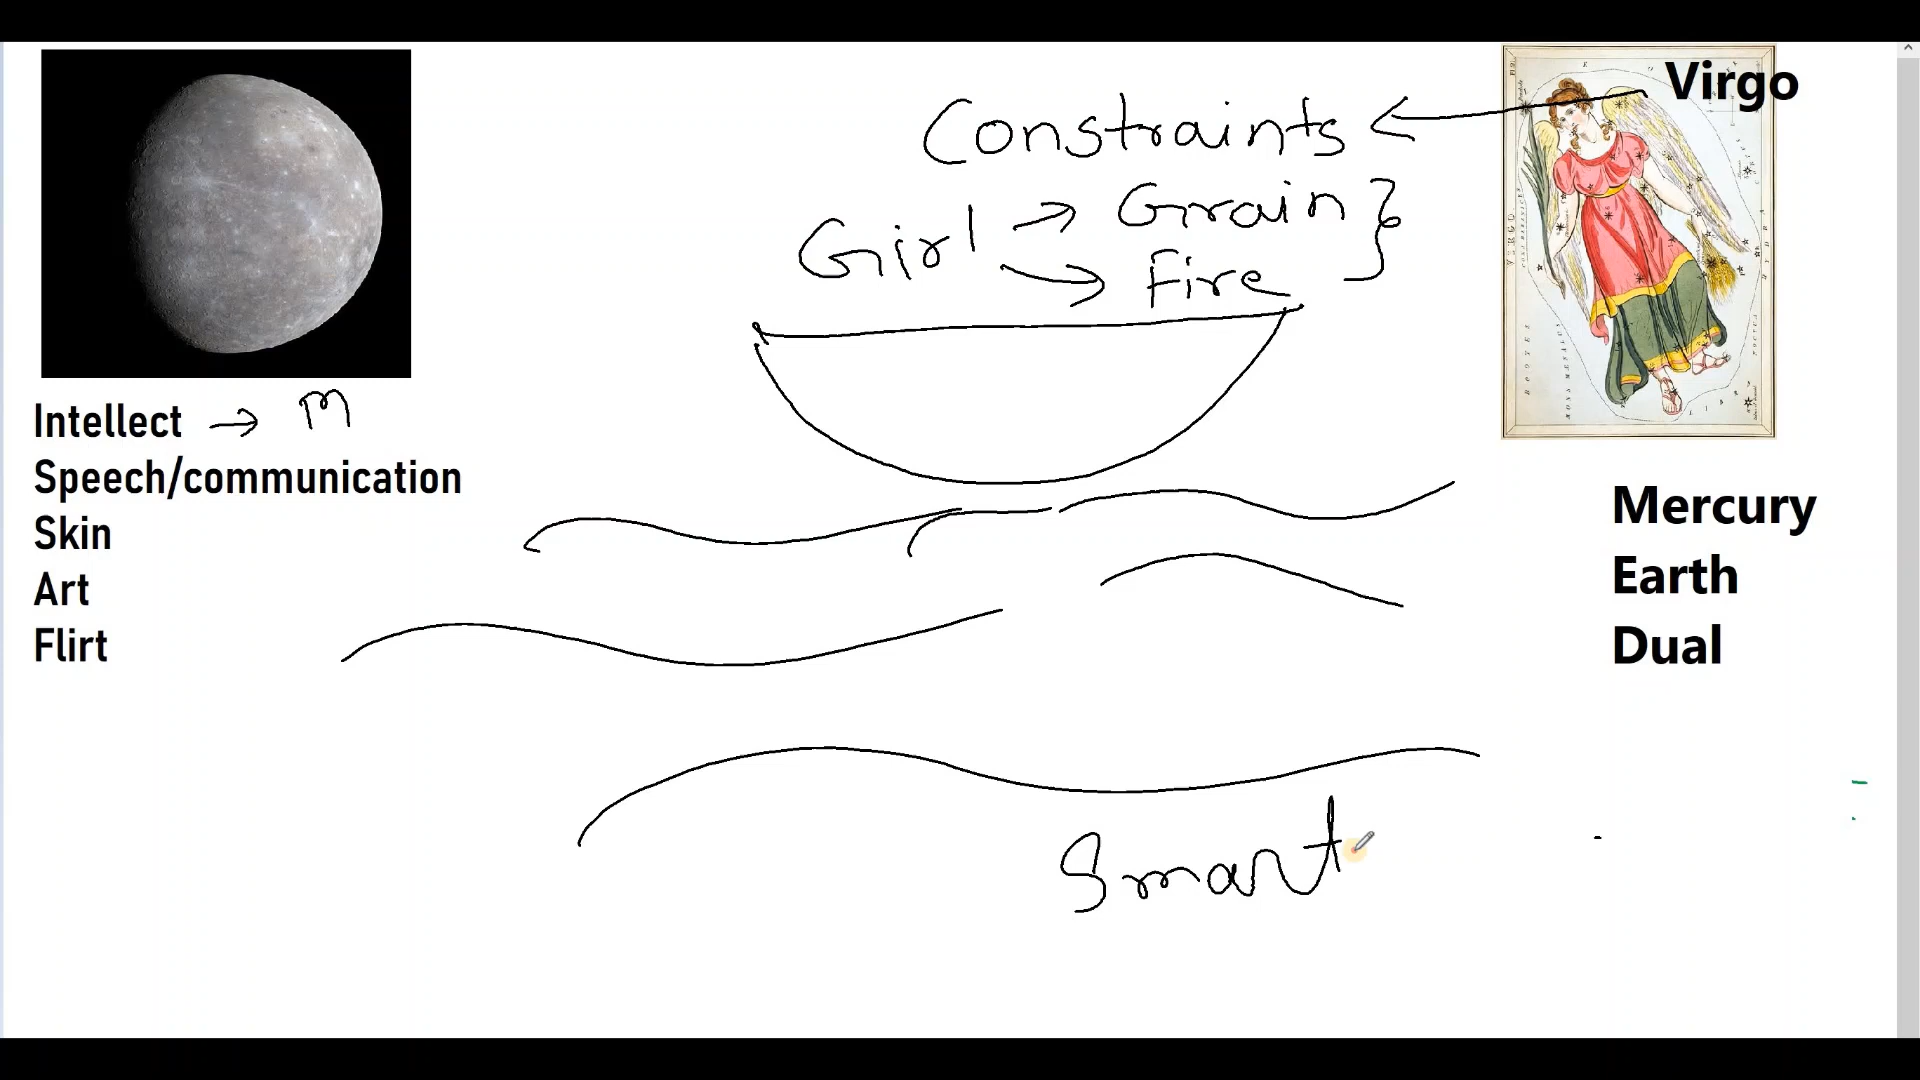 Virgo
Constraints
Girl → Grain
→ Fire
Intellect → m
Speech/communication
Skin
Art
Flirt
Mercury
Earth
Dual
Smart